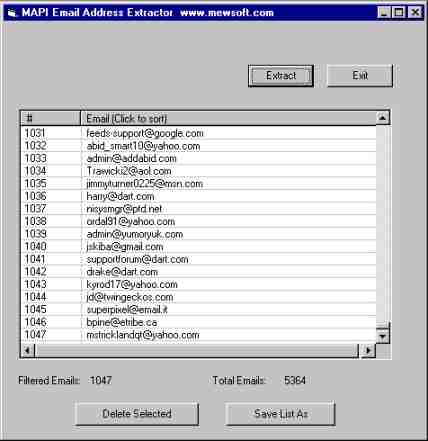 MAPI Email Address Extractor www.mewsoft.com
Extract Exit
# Email (Click to sort)
1031 feeds-support@google.com
1032 abid_smart10@yahoo.com
1033 admin@addabid.com
1034 Trawicki2@aol.com
1035 jimmyturner0225@msn.com
1036 harry@dart.com
1037 nisysmgr@ptd.net
1038 ordal91@yahoo.com
1039 admin@yumoryuk.com
1040 jskiba@gmail.com
1041 supportforum@dart.com
1042 drake@dart.com
1043 kyrod17@yahoo.com
1044 jd@twingeckos.com
1045 superpixel@email.it
1046 bpine@etribe.ca
1047 mstricklandqt@yahoo.com
Filtered Emails: 1047 Total Emails: 5364
Delete Selected Save List As